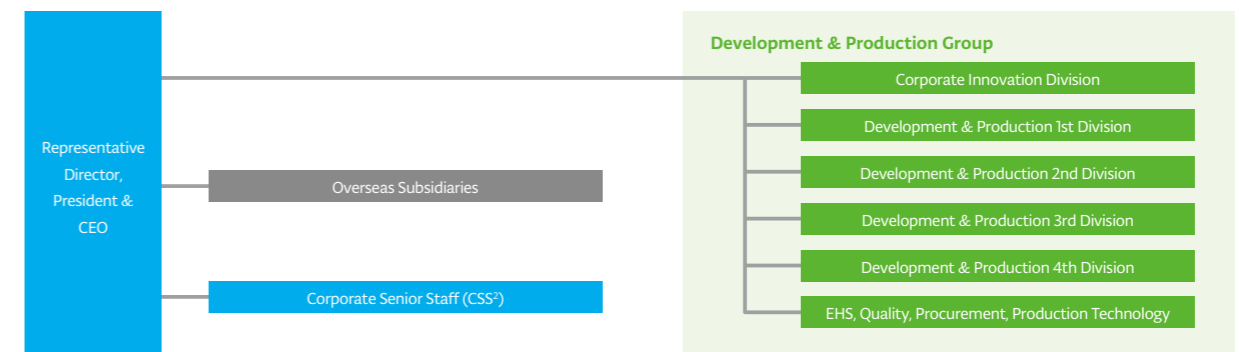 Representative
Director,
President &
CEO
Overseas Subsidiaries
Corporate Senior Staff (CSS²)
Development & Production Group
Corporate Innovation Division
Development & Production 1st Division
Development & Production 2nd Division
Development & Production 3rd Division
Development & Production 4th Division
EHS, Quality, Procurement, Production Technology